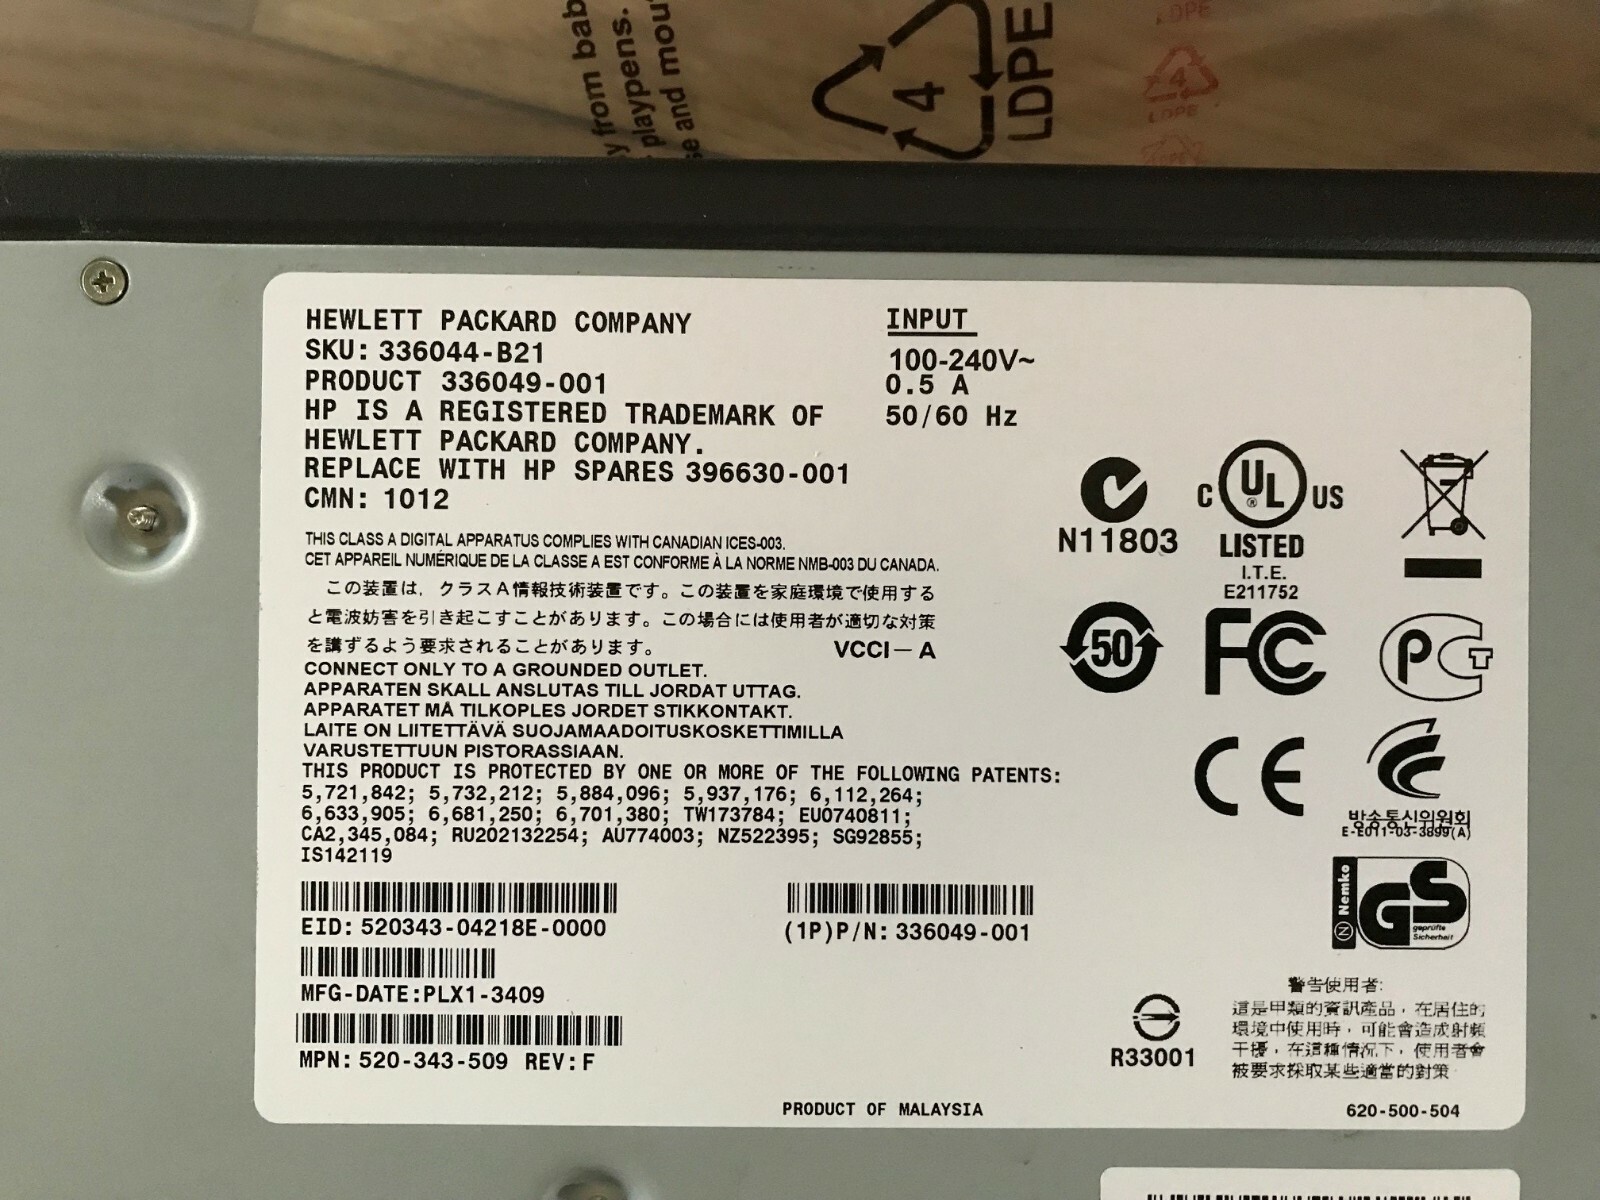 y from bab
playpens.
se and mou
4
LDPE
LDPE
4
LDPE
HEWLETT PACKARD COMPANY
SKU: 336044-B21
PRODUCT 336049-001
HP IS A REGISTERED TRADEMARK OF
HEWLETT PACKARD COMPANY.
REPLACE WITH HP SPARES 396630-001
CMN: 1012
INPUT
100-240V~
0.5 A
50/60 Hz
THIS CLASS A DIGITAL APPARATUS COMPLIES WITH CANADIAN ICES-003.
CET APPAREIL NUMÉRIQUE DE LA CLASSE A EST CONFORME À LA NORME NMB-003 DU CANADA.
この装置は，クラスA情報技術装置です。この装置を家庭環境で使用する
と電波妨害を引き起こすことがあります。この場合には使用者が適切な対策
を講ずるよう要求されることがあります。
VCCI－A
CONNECT ONLY TO A GROUNDED OUTLET.
APPARATEN SKALL ANSLUTAS TILL JORDAT UTTAG.
APPARATET MÅ TILKOPLES JORDET STIKKONTAKT.
LAITE ON LIITETTÄVÄ SUOJAMAADOITUSKOSKETTIMILLA
VARUSTETTUUN PISTORASSIAAN.
THIS PRODUCT IS PROTECTED BY ONE OR MORE OF THE FOLLOWING PATENTS:
5,721,842; 5,732,212; 5,884,096; 5,937,176; 6,112,264;
6,633,905; 6,681,250; 6,701,380; TW173784; EU0740811;
CA2,345,084; RU202132254; AU774003; NZ522395; SG92855;
IS142119
EID: 520343-04218E-0000
(1P)P/N: 336049-001
MFG-DATE:PLX1-3409
MPN: 520-343-509 REV:F
N11803
C UL ® US
LISTED
I.T.E.
E211752
50
FC
PCT
CE
방송통신위원회
E-E011-03-3899(A)
N Nemko
GS
geprüfte
Sicherheit
R33001
警告使用者:
這是甲類的資訊產品，在居住的
環境中使用時，可能會造成射頻
干擾，在這種情況下，使用者會
被要求採取某些適當的對策
PRODUCT OF MALAYSIA
620-500-504